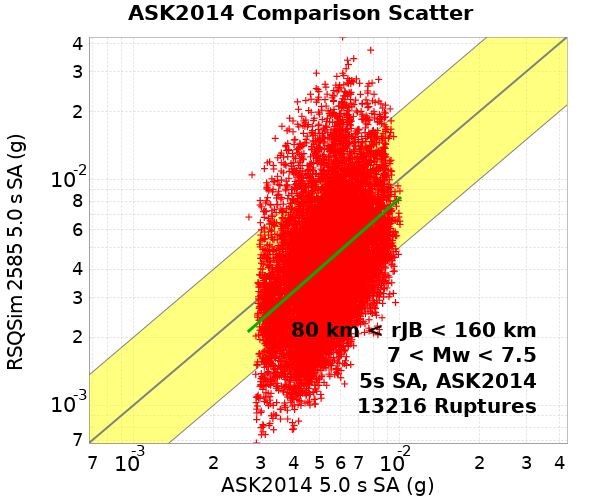 ASK2014 Comparison Scatter
RSQSim 2585 5.0 s SA (g)
4
3
2
10^-2
8
6
4
3
2
10^-3
7
80 km < rJB < 160 km
7 < Mw < 7.5
5s SA, ASK2014
13216 Ruptures
7 10^-3 2 3 4 5 6 7 10^-2 2 3 4
ASK2014 5.0 s SA (g)